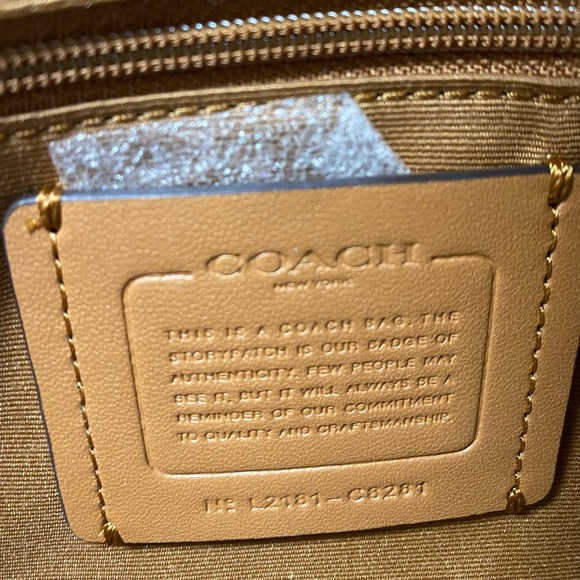 COACH
NEW YORK
THIS IS A COACH BAG. THE
STORYPATCH IS OUR BADGE OF
AUTHENTICITY. FEW PEOPLE MAY
SEE IT, BUT IT WILL ALWAYS BE A
REMINDER OF OUR COMMITMENT
TO QUALITY AND CRAFTSMANSHIP.
Nº L2181-C8281